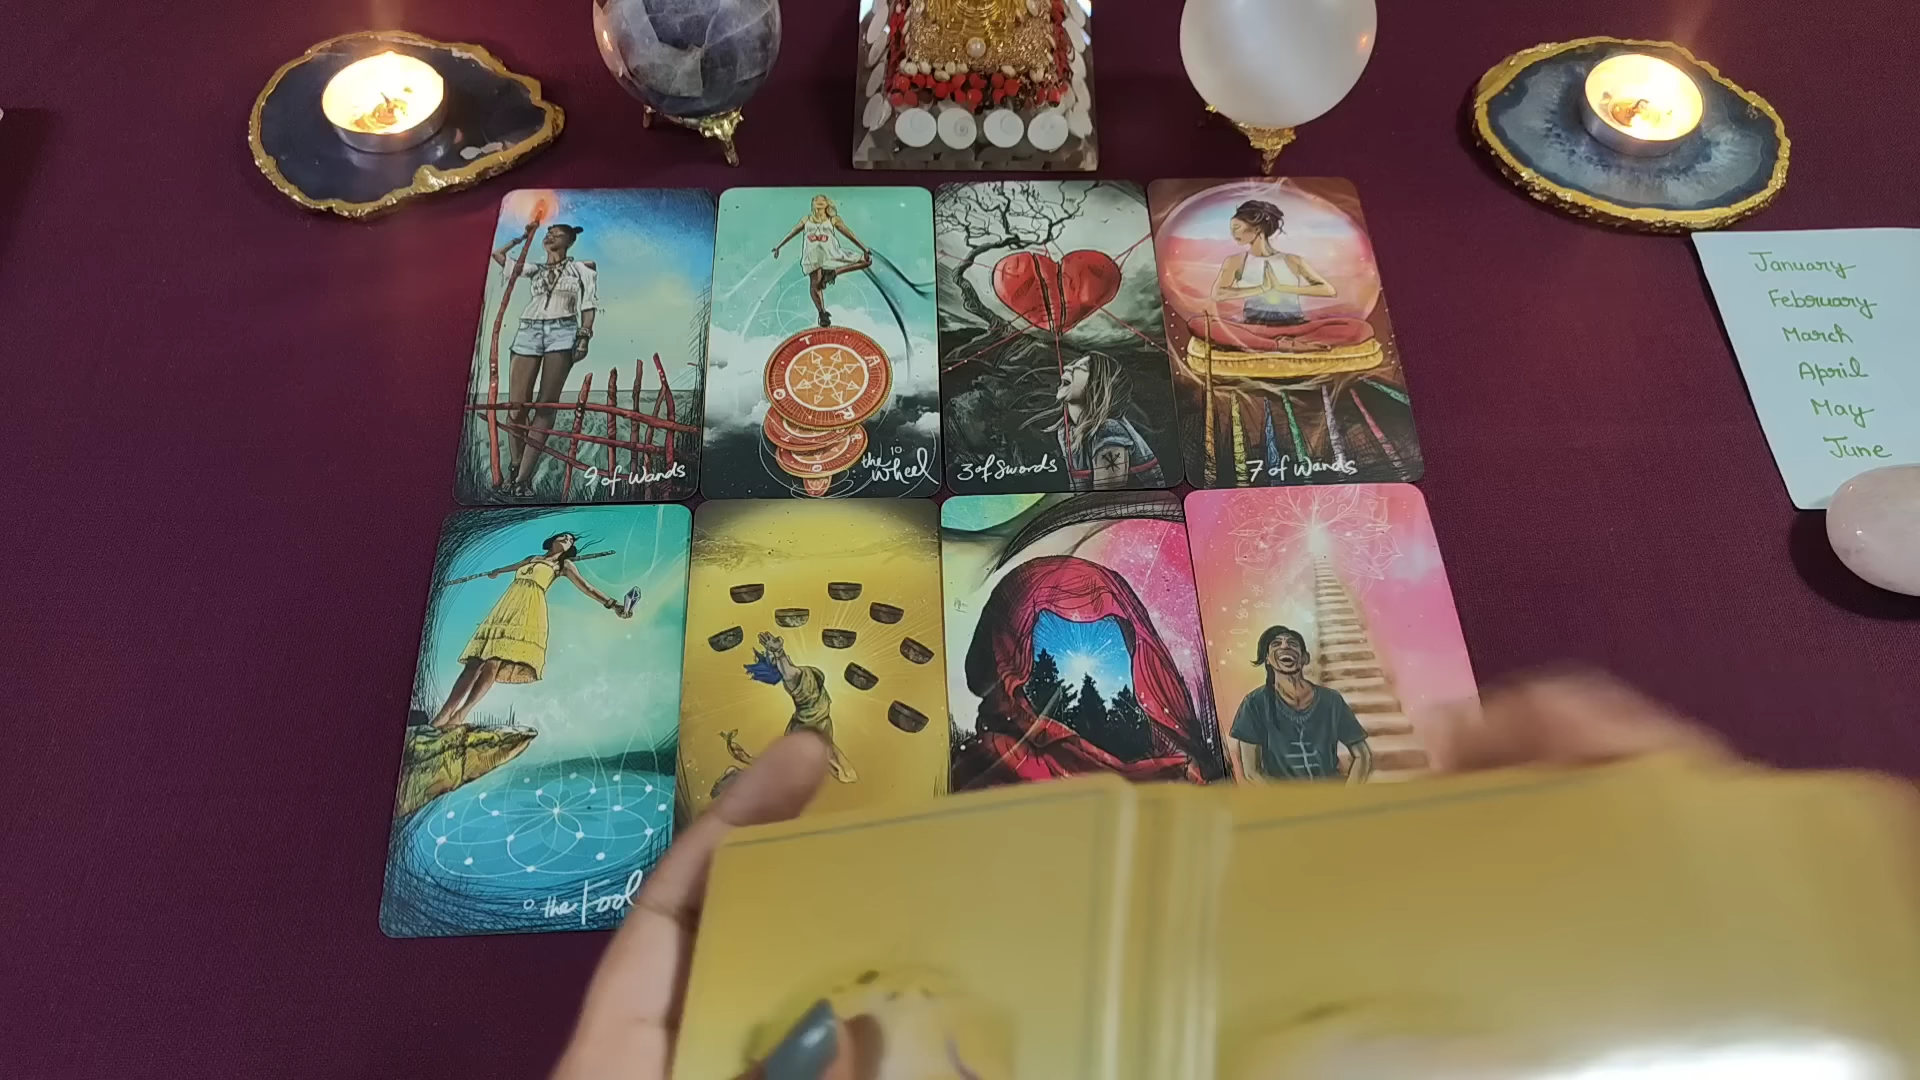 9 of Wands
10
the Wheel
3 of Swords
7 of Wands
0 the Fool
T
A
R
O
January
February
March
April
May
June